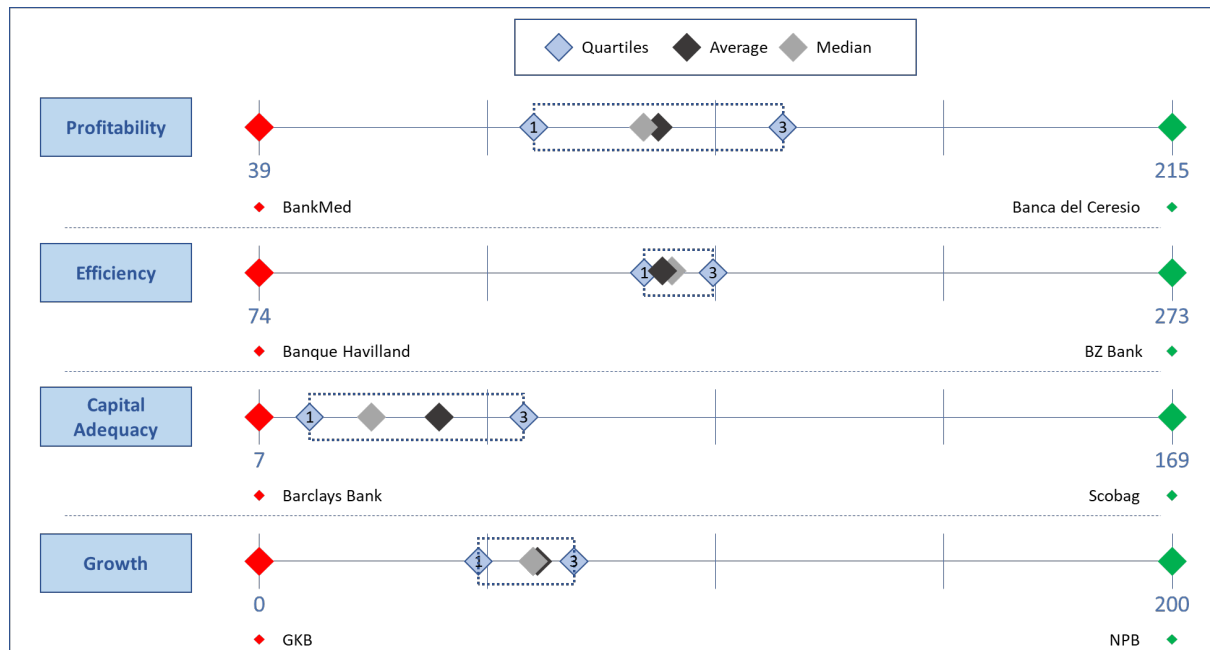 Quartiles Average Median
Profitability
1 3
39 215
BankMed Banca del Ceresio
Efficiency
1 3
74 273
Banque Havilland BZ Bank
Capital
Adequacy
1 3
7 169
Barclays Bank Scobag
Growth
1 3
0 200
GKB NPB